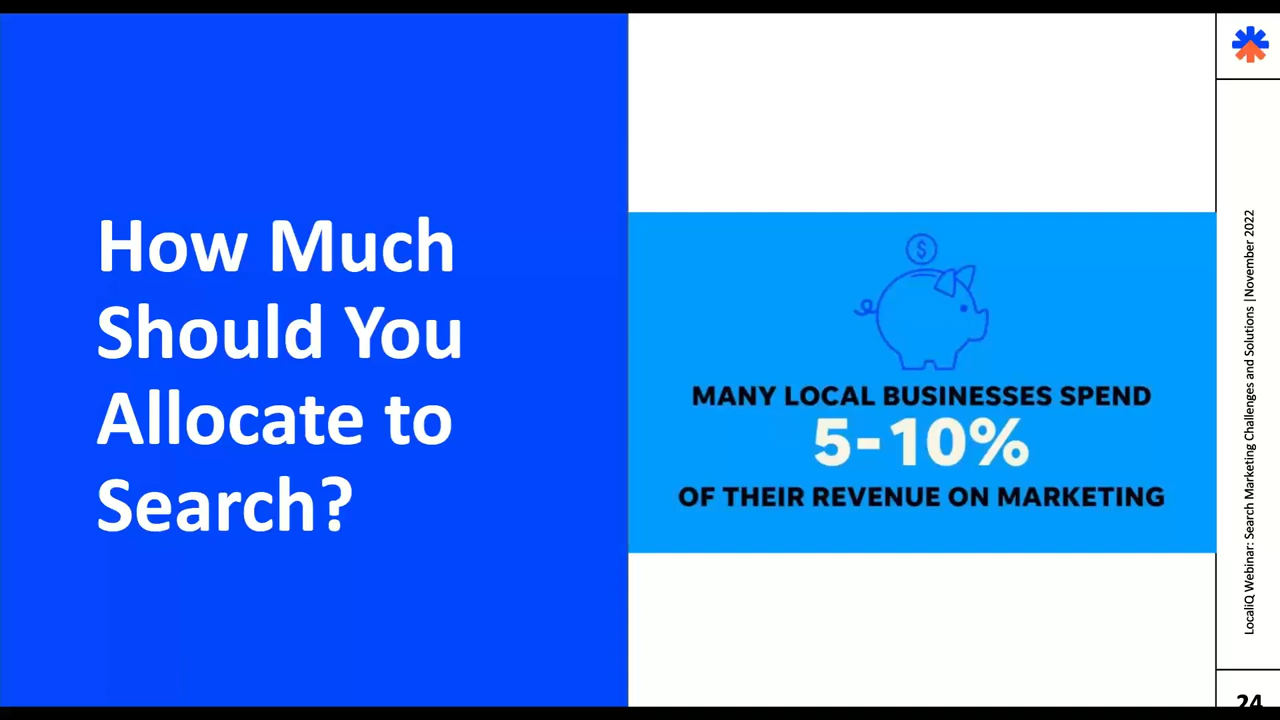 How Much
Should You
Allocate to
Search?
$
MANY LOCAL BUSINESSES SPEND
5-10%
OF THEIR REVENUE ON MARKETING
LocaliQ Webinar: Search Marketing Challenges and Solutions | November 2022
24